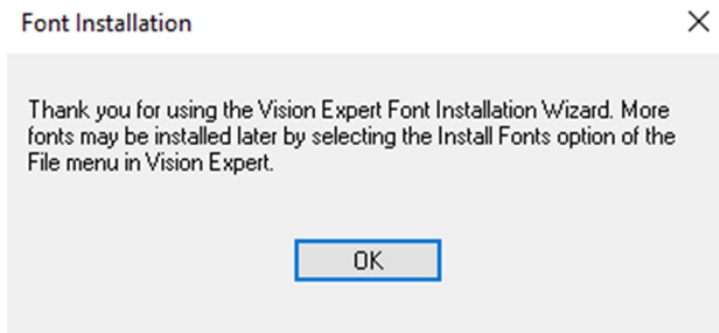 Font Installation
Thank you for using the Vision Expert Font Installation Wizard. More
fonts may be installed later by selecting the Install Fonts option of the
File menu in Vision Expert.
OK